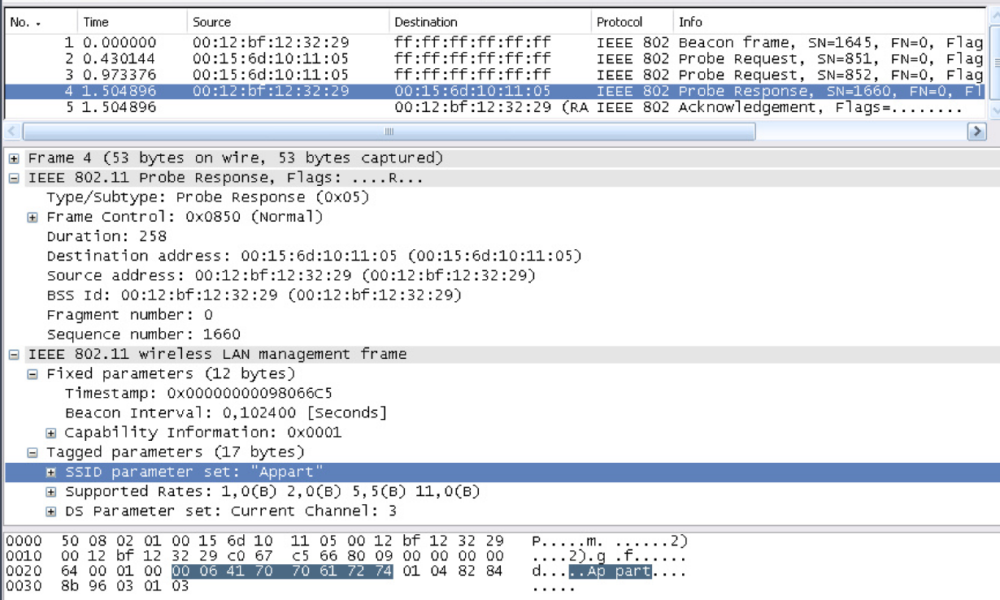 No. Time Source Destination Protocol Info
1 0.000000 00:12:bf:12:32:29 ff:ff:ff:ff:ff:ff IEEE 802 Beacon frame, SN=1645, FN=0, Flag
2 0.430144 00:15:6d:10:11:05 ff:ff:ff:ff:ff:ff IEEE 802 Probe Request, SN=851, FN=0, Flag
3 0.973376 00:15:6d:10:11:05 ff:ff:ff:ff:ff:ff IEEE 802 Probe Request, SN=852, FN=0, Flag
4 1.504896 00:12:bf:12:32:29 00:15:6d:10:11:05 IEEE 802 Probe Response, SN=1660, FN=0, Fl
5 1.504896 00:12:bf:12:32:29 (RA IEEE 802 Acknowledgement, Flags=........
Frame 4 (53 bytes on wire, 53 bytes captured)
IEEE 802.11 Probe Response, Flags: ....R...
Type/Subtype: Probe Response (0x05)
Frame Control: 0x0850 (Normal)
Duration: 258
Destination address: 00:15:6d:10:11:05 (00:15:6d:10:11:05)
Source address: 00:12:bf:12:32:29 (00:12:bf:12:32:29)
BSS Id: 00:12:bf:12:32:29 (00:12:bf:12:32:29)
Fragment number: 0
Sequence number: 1660
IEEE 802.11 wireless LAN management frame
Fixed parameters (12 bytes)
Timestamp: 0x00000000098066C5
Beacon Interval: 0,102400 [Seconds]
Capability Information: 0x0001
Tagged parameters (17 bytes)
SSID parameter set: "Appart"
Supported Rates: 1,0(B) 2,0(B) 5,5(B) 11,0(B)
DS Parameter set: Current Channel: 3
0000 50 08 02 01 00 15 6d 10 11 05 00 12 bf 12 32 29 P.....m. ......2)
0010 00 12 bf 12 32 29 c0 67 c5 66 80 09 00 00 00 00 ....2).g .f......
0020 64 00 01 00 00 06 41 70 70 61 72 74 01 04 82 84 d.....Ap part....
0030 8b 96 03 01 03 .....